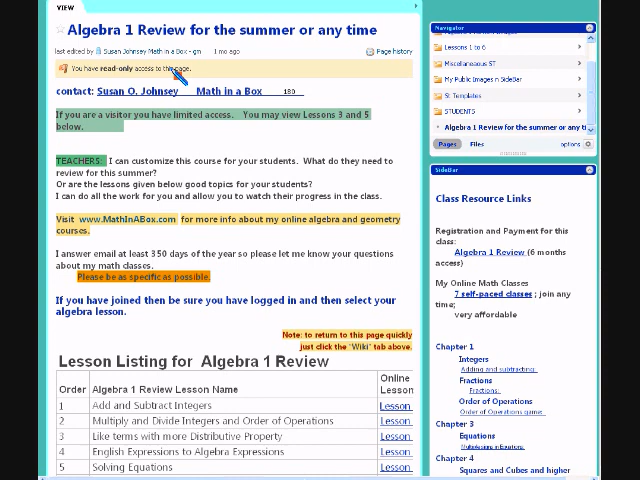 VIEW
Algebra 1 Review for the summer or any time
last edited by Susan Johnsey Math in a Box - gm 1 mo ago Page history
You have read-only access to this page.
contact: Susan O. Johnsey Math in a Box 180
If you are a visitor you have limited access. You may view Lessons 3 and 5
below.
TEACHERS: I can customize this course for your students. What do they need to
review for this summer?
Or are the lessons given below good topics for your students?
I can do all the work for you and allow you to watch their progress in the class.
Visit www.MathInABox.com for more info about my online algebra and geometry
courses.
I answer email at least 350 days of the year so please let me know your questions
about my math classes.
Please be as specific as possible.
If you have joined then be sure you have logged in and then select your
algebra lesson.
Note: to return to this page quickly
just click the "Wiki" tab above.
Lesson Listing for Algebra 1 Review
Order Algebra 1 Review Lesson Name Online
Lesson
1 Add and Subtract Integers Lesson
2 Multiply and Divide Integers and Order of Operations Lesson
3 Like terms with more Distributive Property Lesson
4 English Expressions to Algebra Expressions Lesson
5 Solving Equations Lesson
Navigator
Lessons 1 to 6
Miscellaneous ST
My Public Images n SideBar
St Templates
STUDENTS
Algebra 1 Review for the summer or any ti
Pages Files options
SideBar
Class Resource Links
Registration and Payment for this
class:
Algebra 1 Review (6 months
access)
My Online Math Classes
7 self-paced classes ; join any
time;
very affordable
Chapter 1
Integers
Adding and subtracting
Fractions
Fractions
Order of Operations
Order of Operations game
Chapter 3
Equations
Chapter 4
Squares and Cubes and higher